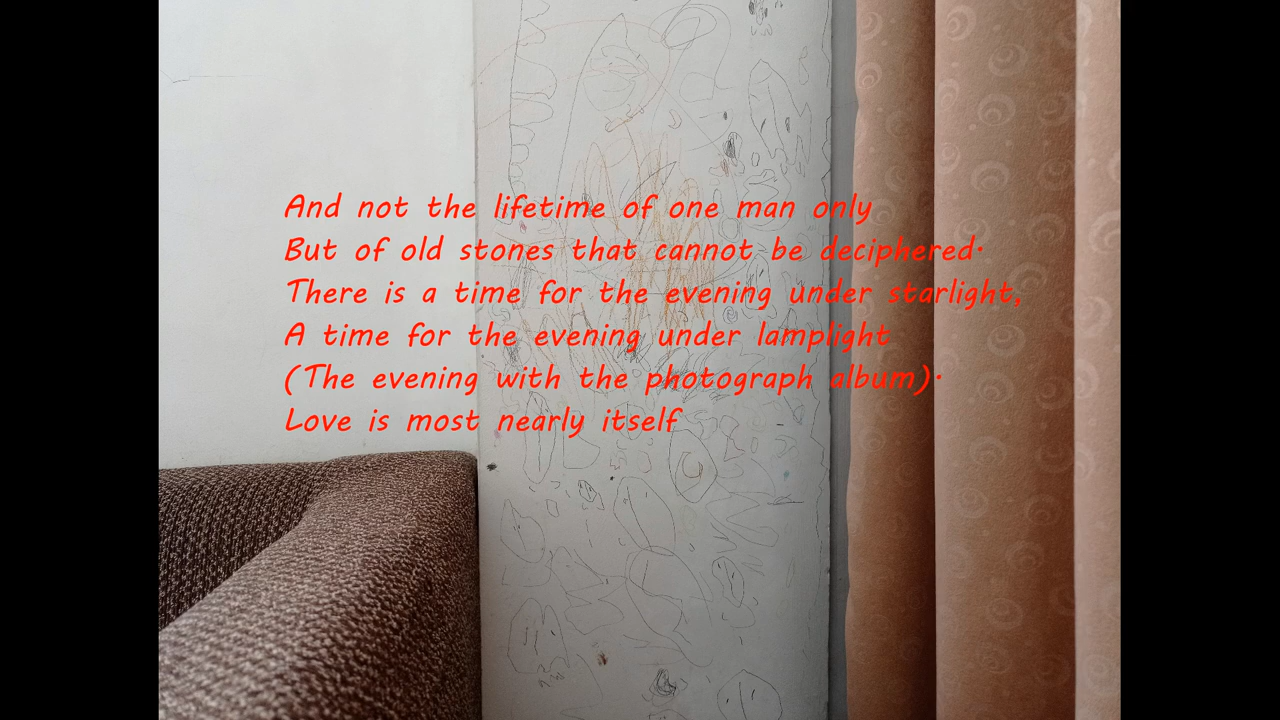 And not the lifetime of one man only
But of old stones that cannot be deciphered.
There is a time for the evening under starlight,
A time for the evening under lamplight
(The evening with the photograph album).
Love is most nearly itself